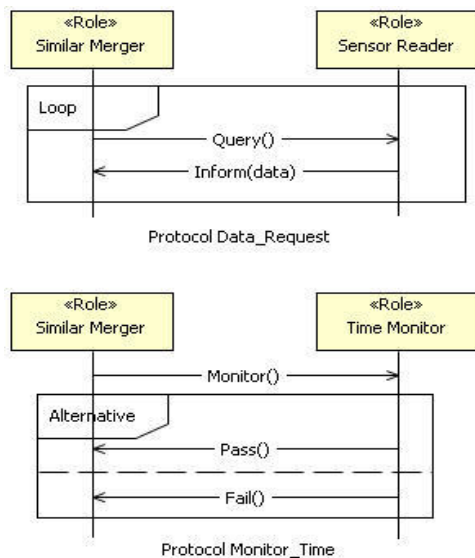 «Role»
Similar Merger
«Role»
Sensor Reader
Loop
Query()
Inform(data)
Protocol Data_Request
«Role»
Similar Merger
«Role»
Time Monitor
Monitor()
Alternative
Pass()
Fail()
Protocol Monitor_Time